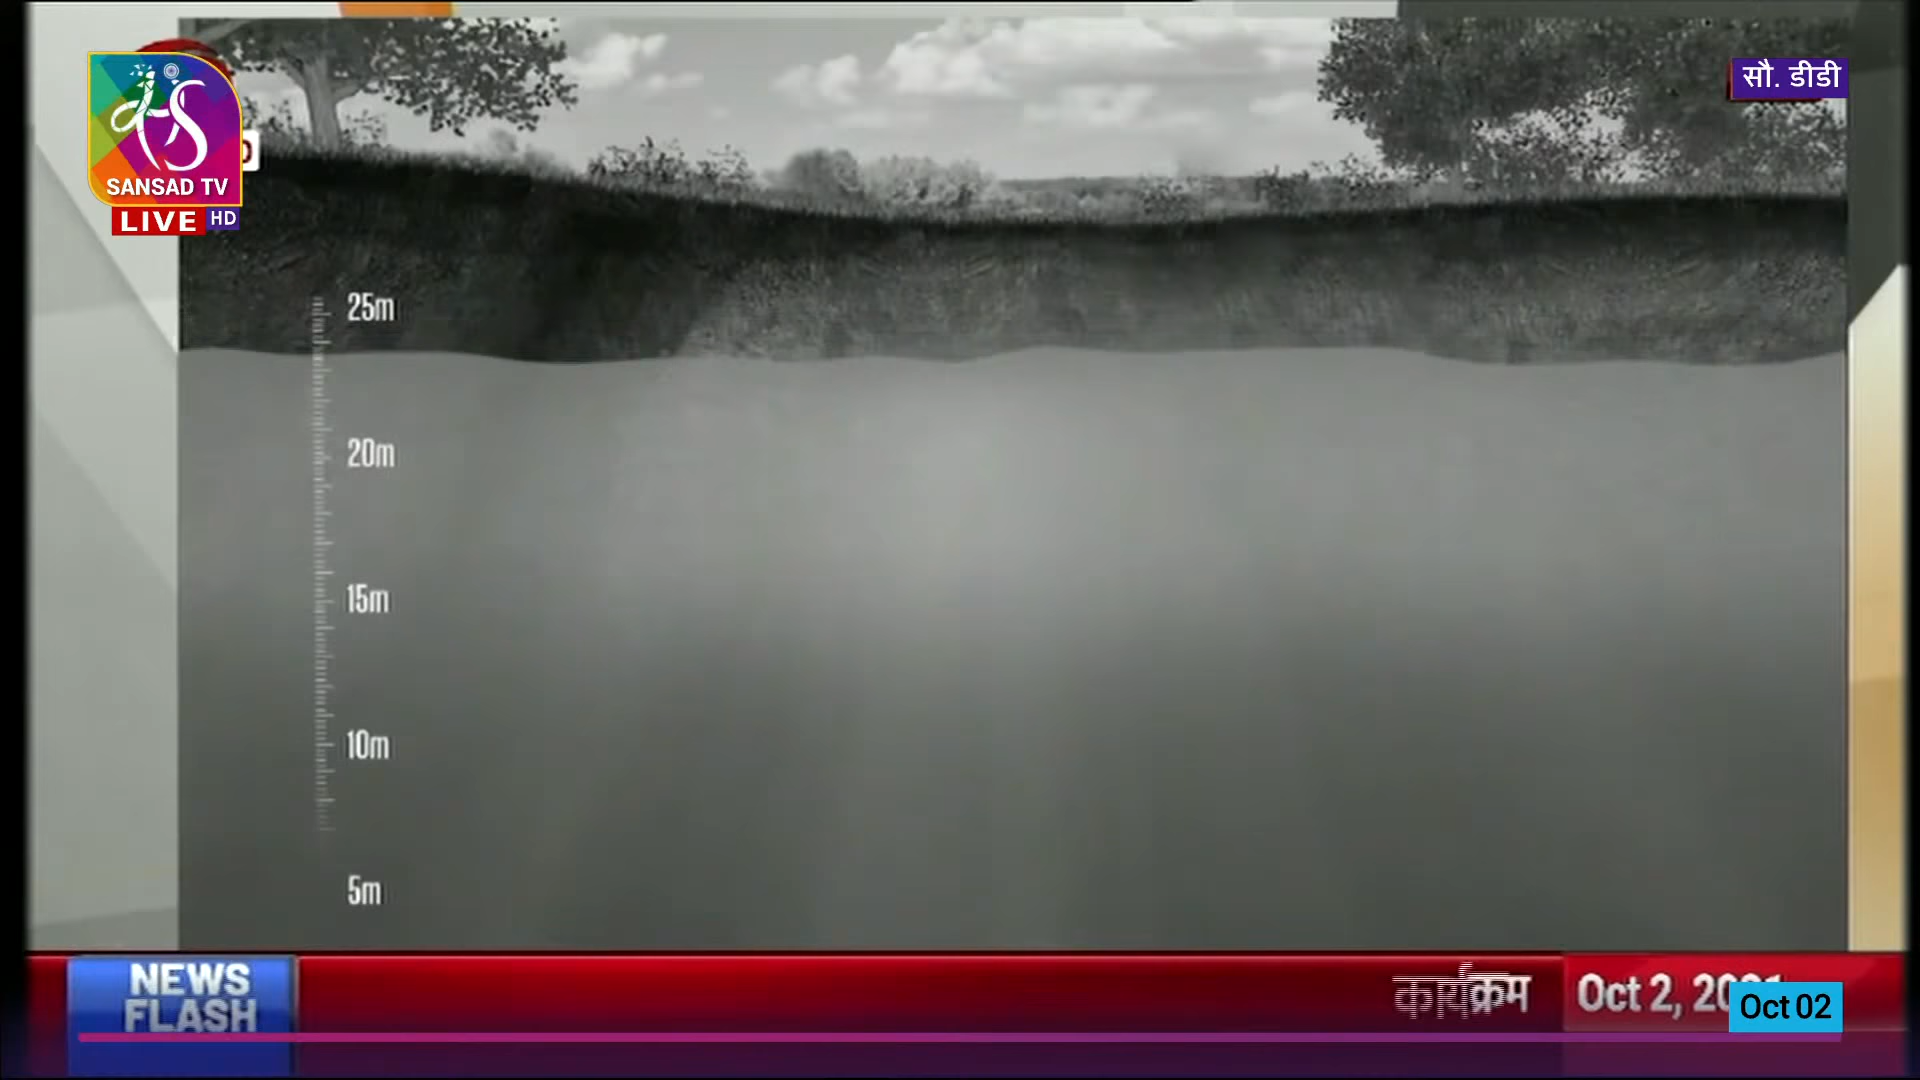 SANSAD TV
LIVE HD
सौ. डीडी
25m
20m
15m
10m
5m
NEWS
FLASH
कार्यक्रम
Oct 2,
Oct 02